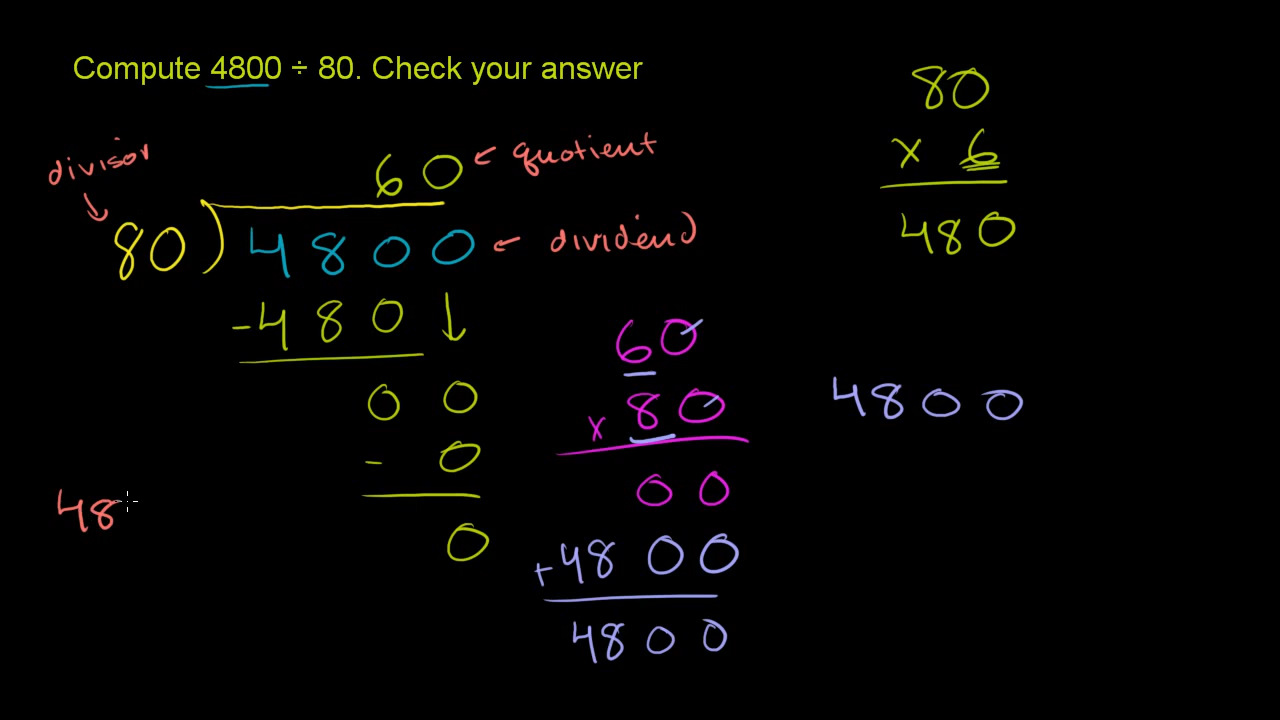 Compute 4800 ÷ 80. Check your answer
divisor
60 ← quotient
80 ) 4800 ← dividend
-480 ↓
00
- 0
0
80
x 6
480
60
x 80
00
+4800
4800
4800
48